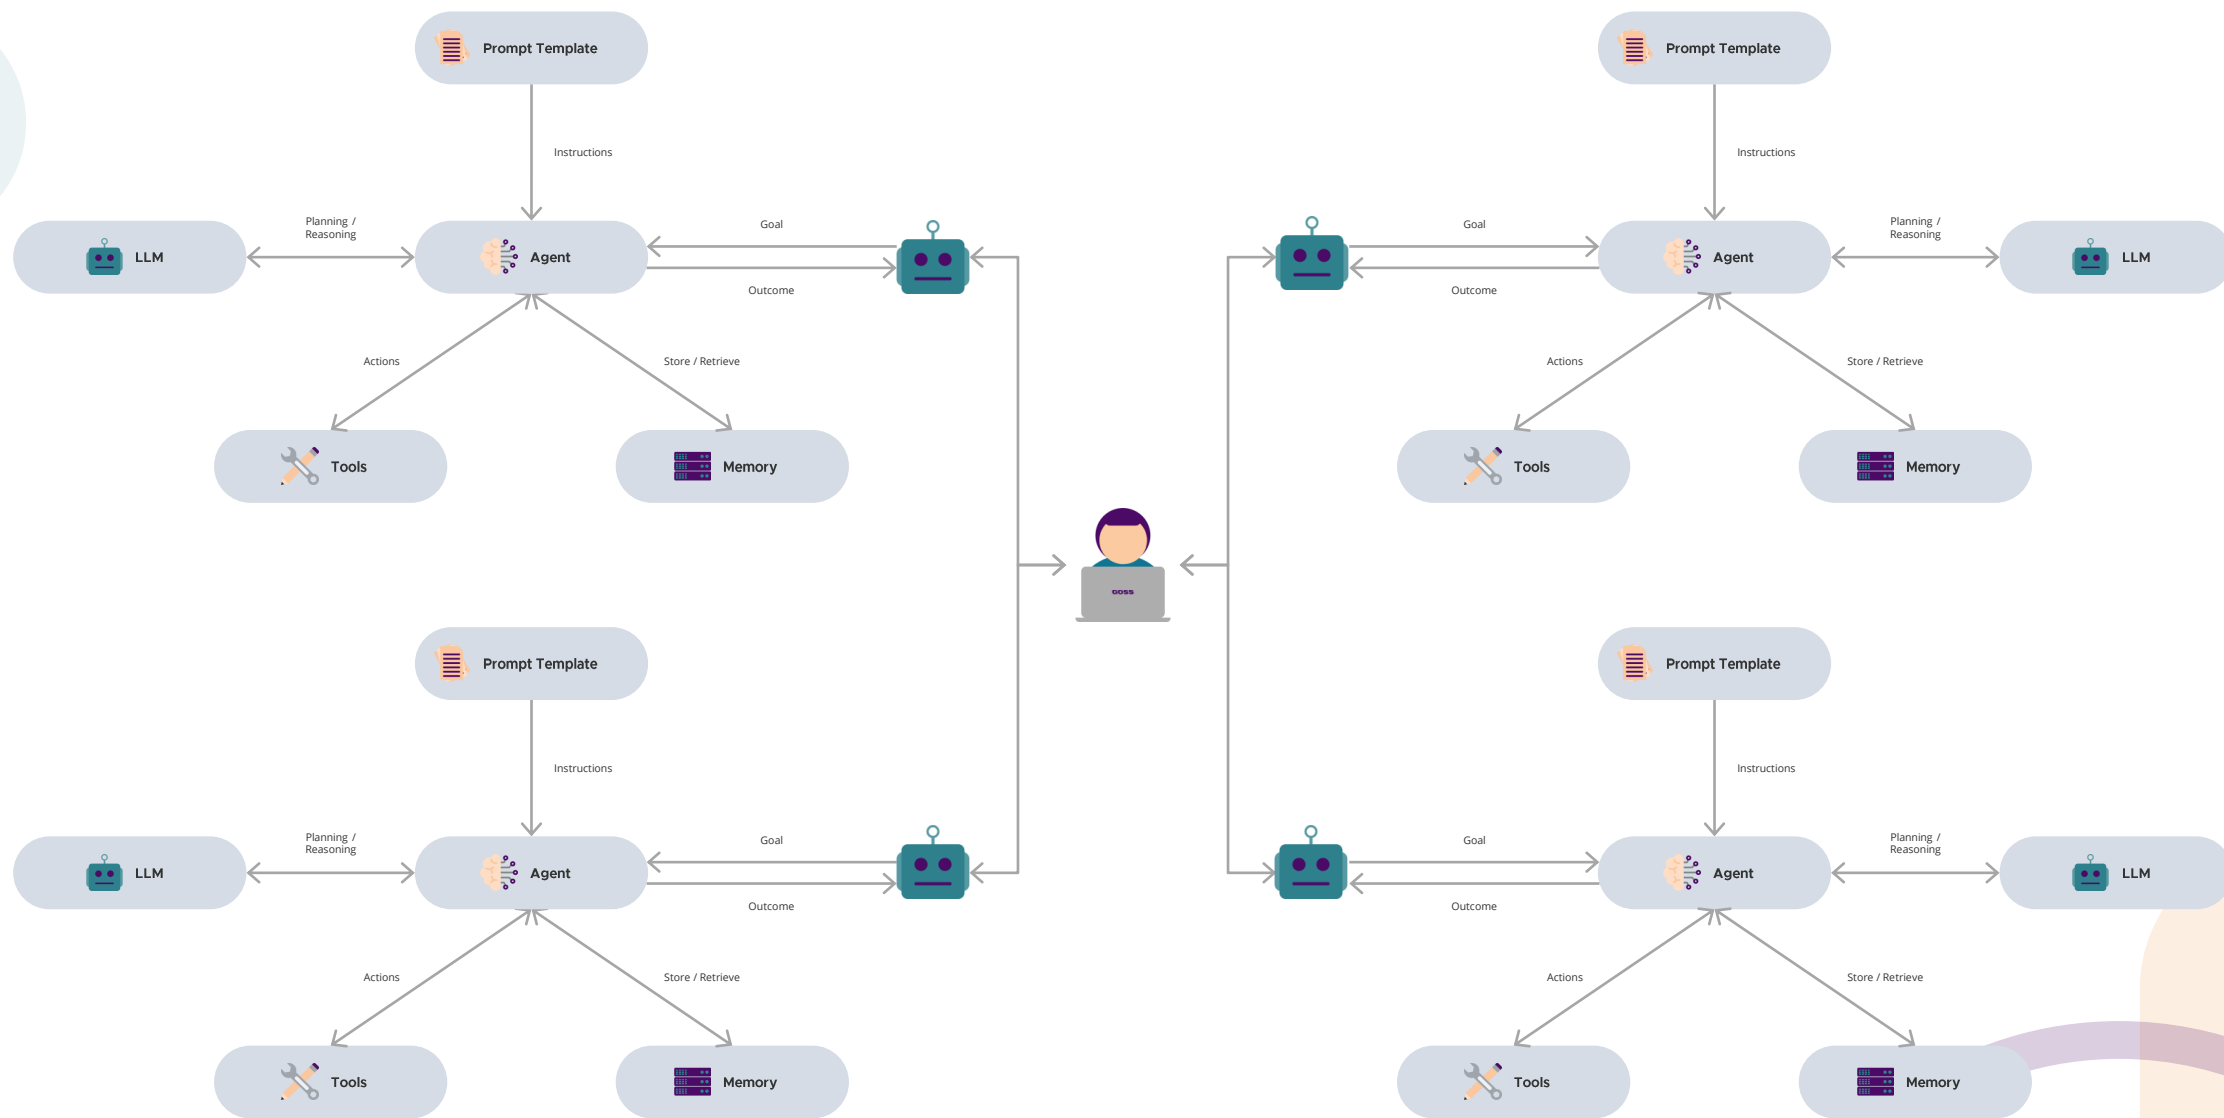 Prompt Template
Instructions
Planning /
Reasoning
Goal
LLM
Agent
Outcome
Actions
Store / Retrieve
Tools
Memory
Prompt Template
Instructions
Goal
Planning /
Reasoning
Agent
LLM
Outcome
Actions
Store / Retrieve
Tools
Memory
GOSS
Prompt Template
Instructions
Planning /
Reasoning
Goal
LLM
Agent
Outcome
Actions
Store / Retrieve
Tools
Memory
Prompt Template
Instructions
Goal
Planning /
Reasoning
Agent
LLM
Outcome
Actions
Store / Retrieve
Tools
Memory